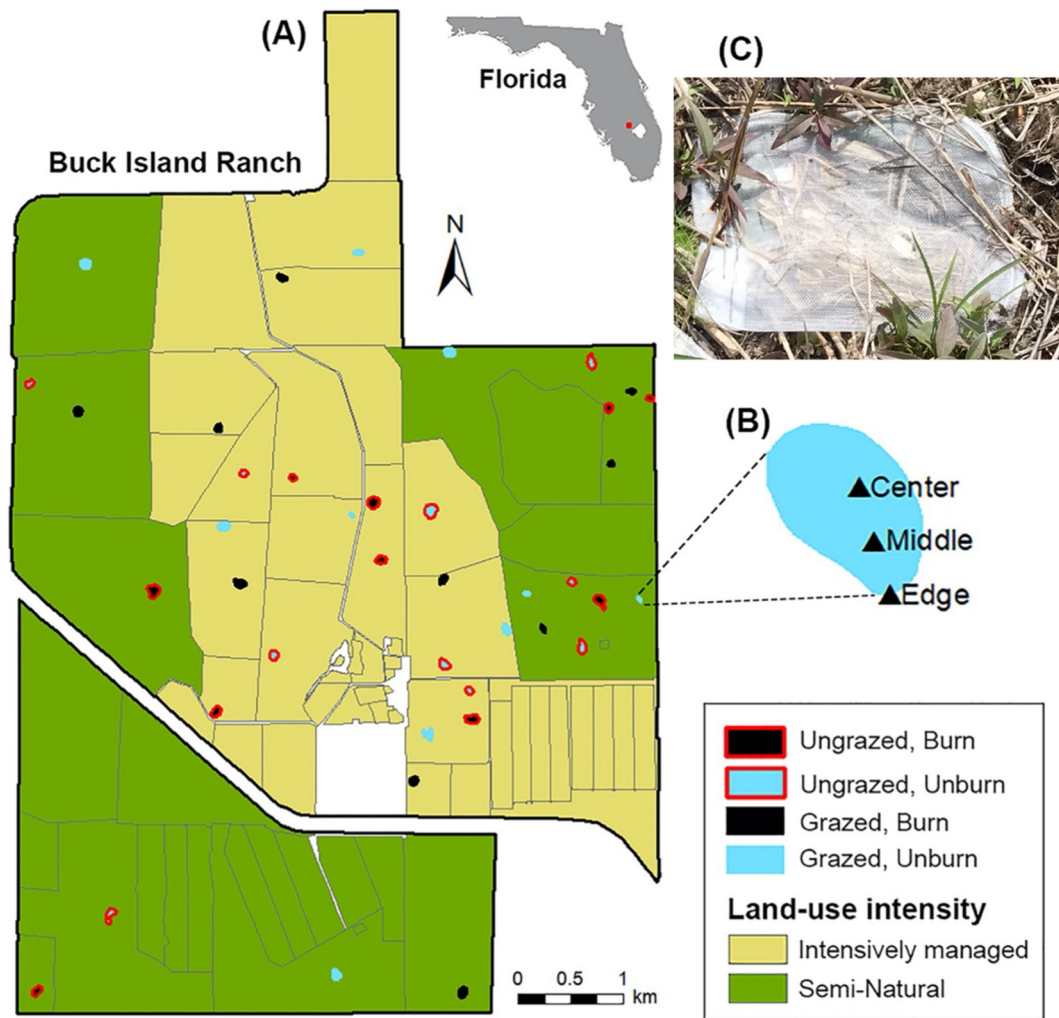 (A)
Florida
(C)
Buck Island Ranch
N
(B)
Center
Middle
Edge
Ungrazed, Burn
Ungrazed, Unburn
Grazed, Burn
Grazed, Unburn
Land-use intensity
Intensively managed
Semi-Natural
0 0.5 1
km